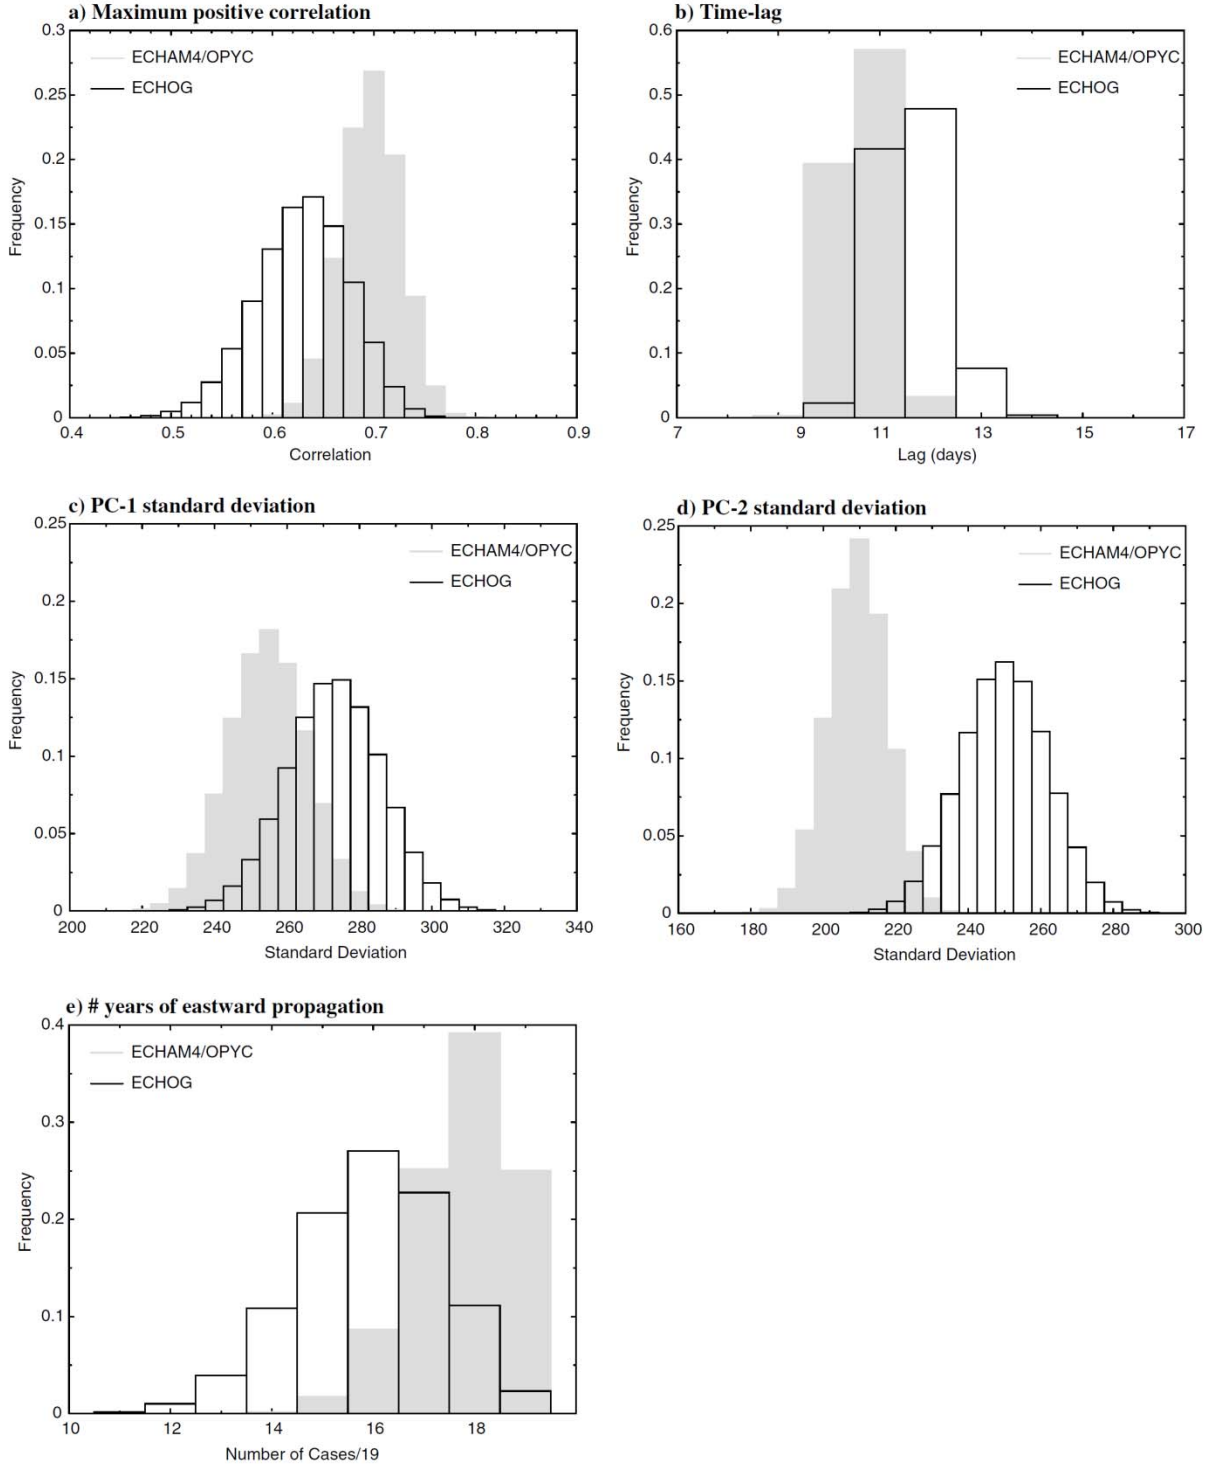 a) Maximum positive correlation
0.3
0.25
0.2
0.15
0.1
0.05
0
Frequency
ECHAM4/OPYC
ECHOG
0.4 0.5 0.6 0.7 0.8 0.9
Correlation
b) Time-lag
0.6
0.5
0.4
0.3
0.2
0.1
0
Frequency
ECHAM4/OPYC
ECHOG
7 9 11 13 15 17
Lag (days)
c) PC-1 standard deviation
0.25
0.2
0.15
0.1
0.05
0
Frequency
ECHAM4/OPYC
ECHOG
200 220 240 260 280 300 320 340
Standard Deviation
d) PC-2 standard deviation
0.25
0.2
0.15
0.1
0.05
0
Frequency
ECHAM4/OPYC
ECHOG
160 180 200 220 240 260 280 300
Standard Deviation
e) # years of eastward propagation
0.4
0.3
0.2
0.1
0
Frequency
ECHAM4/OPYC
ECHOG
10 12 14 16 18
Number of Cases/19